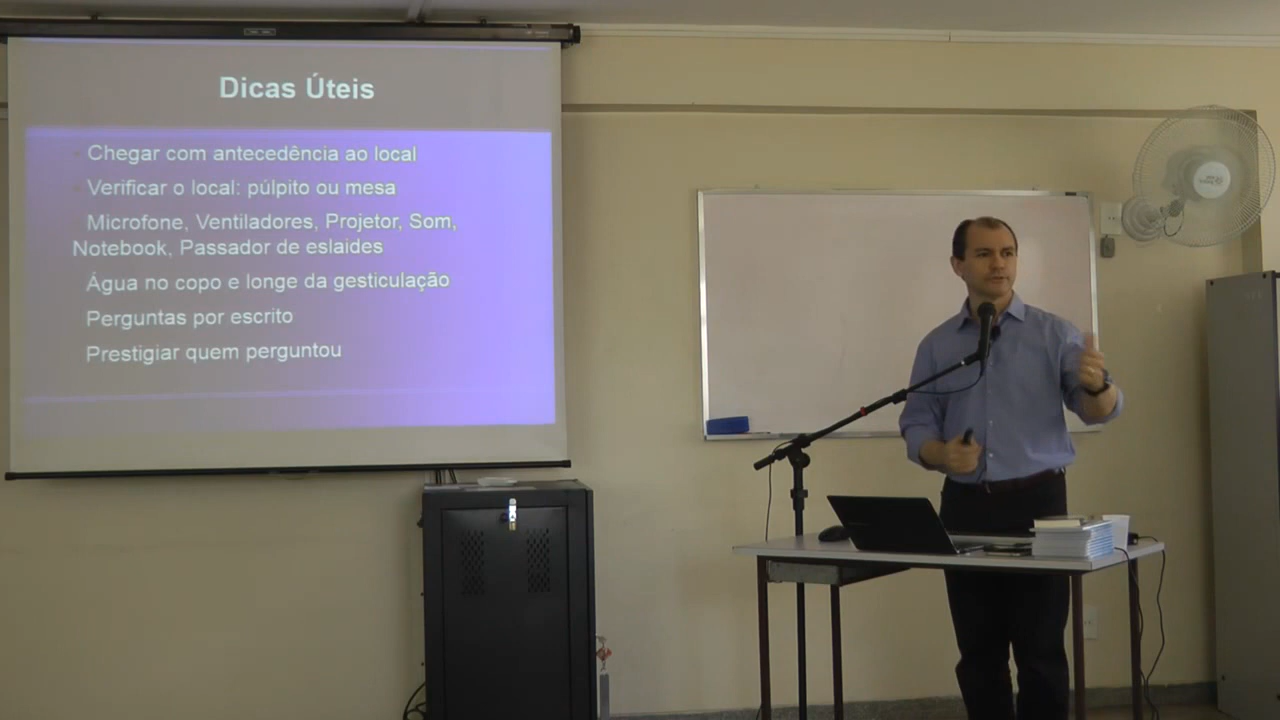 Dicas Úteis
Chegar com antecedência ao local
Verificar o local: púlpito ou mesa
Microfone, Ventiladores, Projetor, Som,
Notebook, Passador de eslaides
Água no copo e longe da gesticulação
Perguntas por escrito
Prestigiar quem perguntou